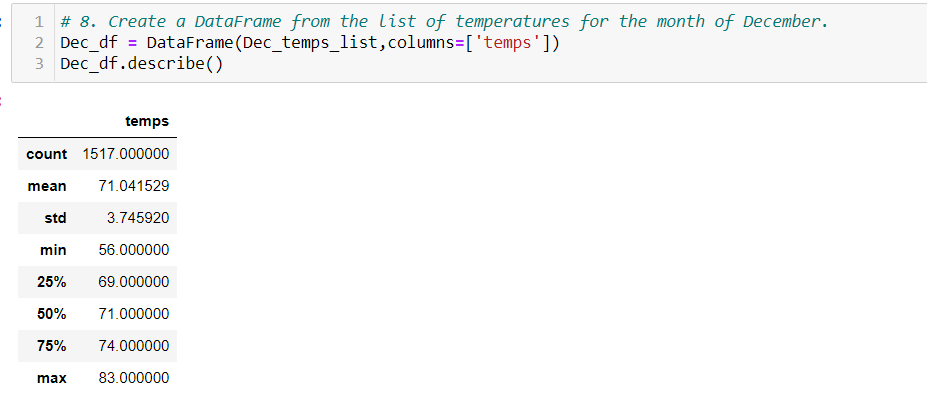 1 # 8. Create a DataFrame from the list of temperatures for the month of December.
2 Dec_df = DataFrame(Dec_temps_list,columns=['temps'])
3 Dec_df.describe()
temps
count 1517.000000
mean 71.041529
std 3.745920
min 56.000000
25% 69.000000
50% 71.000000
75% 74.000000
max 83.000000